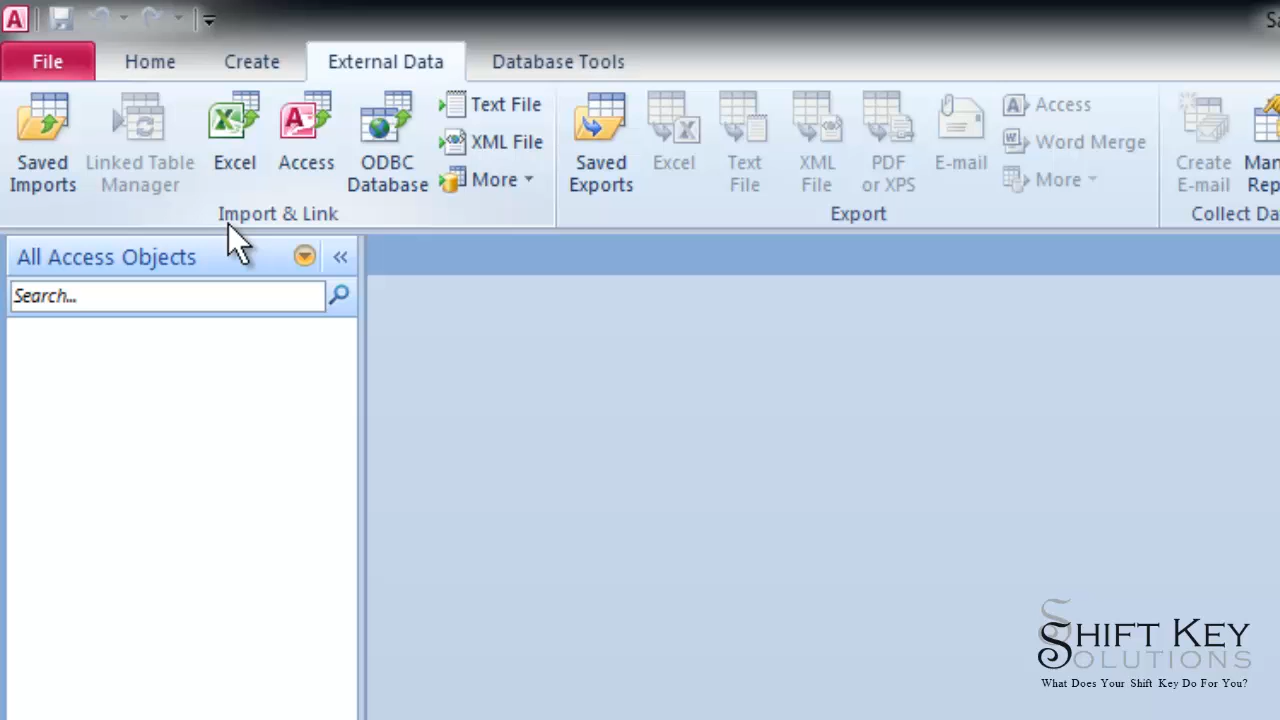 Sa
File Home Create External Data Database Tools
Saved Imports
Linked Table Manager
Excel
Access
ODBC Database
Text File
XML File
More
Import & Link
Saved Exports
Excel
Text File
XML File
PDF or XPS
E-mail
Access
Word Merge
More
Export
Create E-mail
Man
Rep
Collect Da
All Access Objects
Search...
SHIFT KEY
SOLUTIONS
What Does Your Shift Key Do For You?